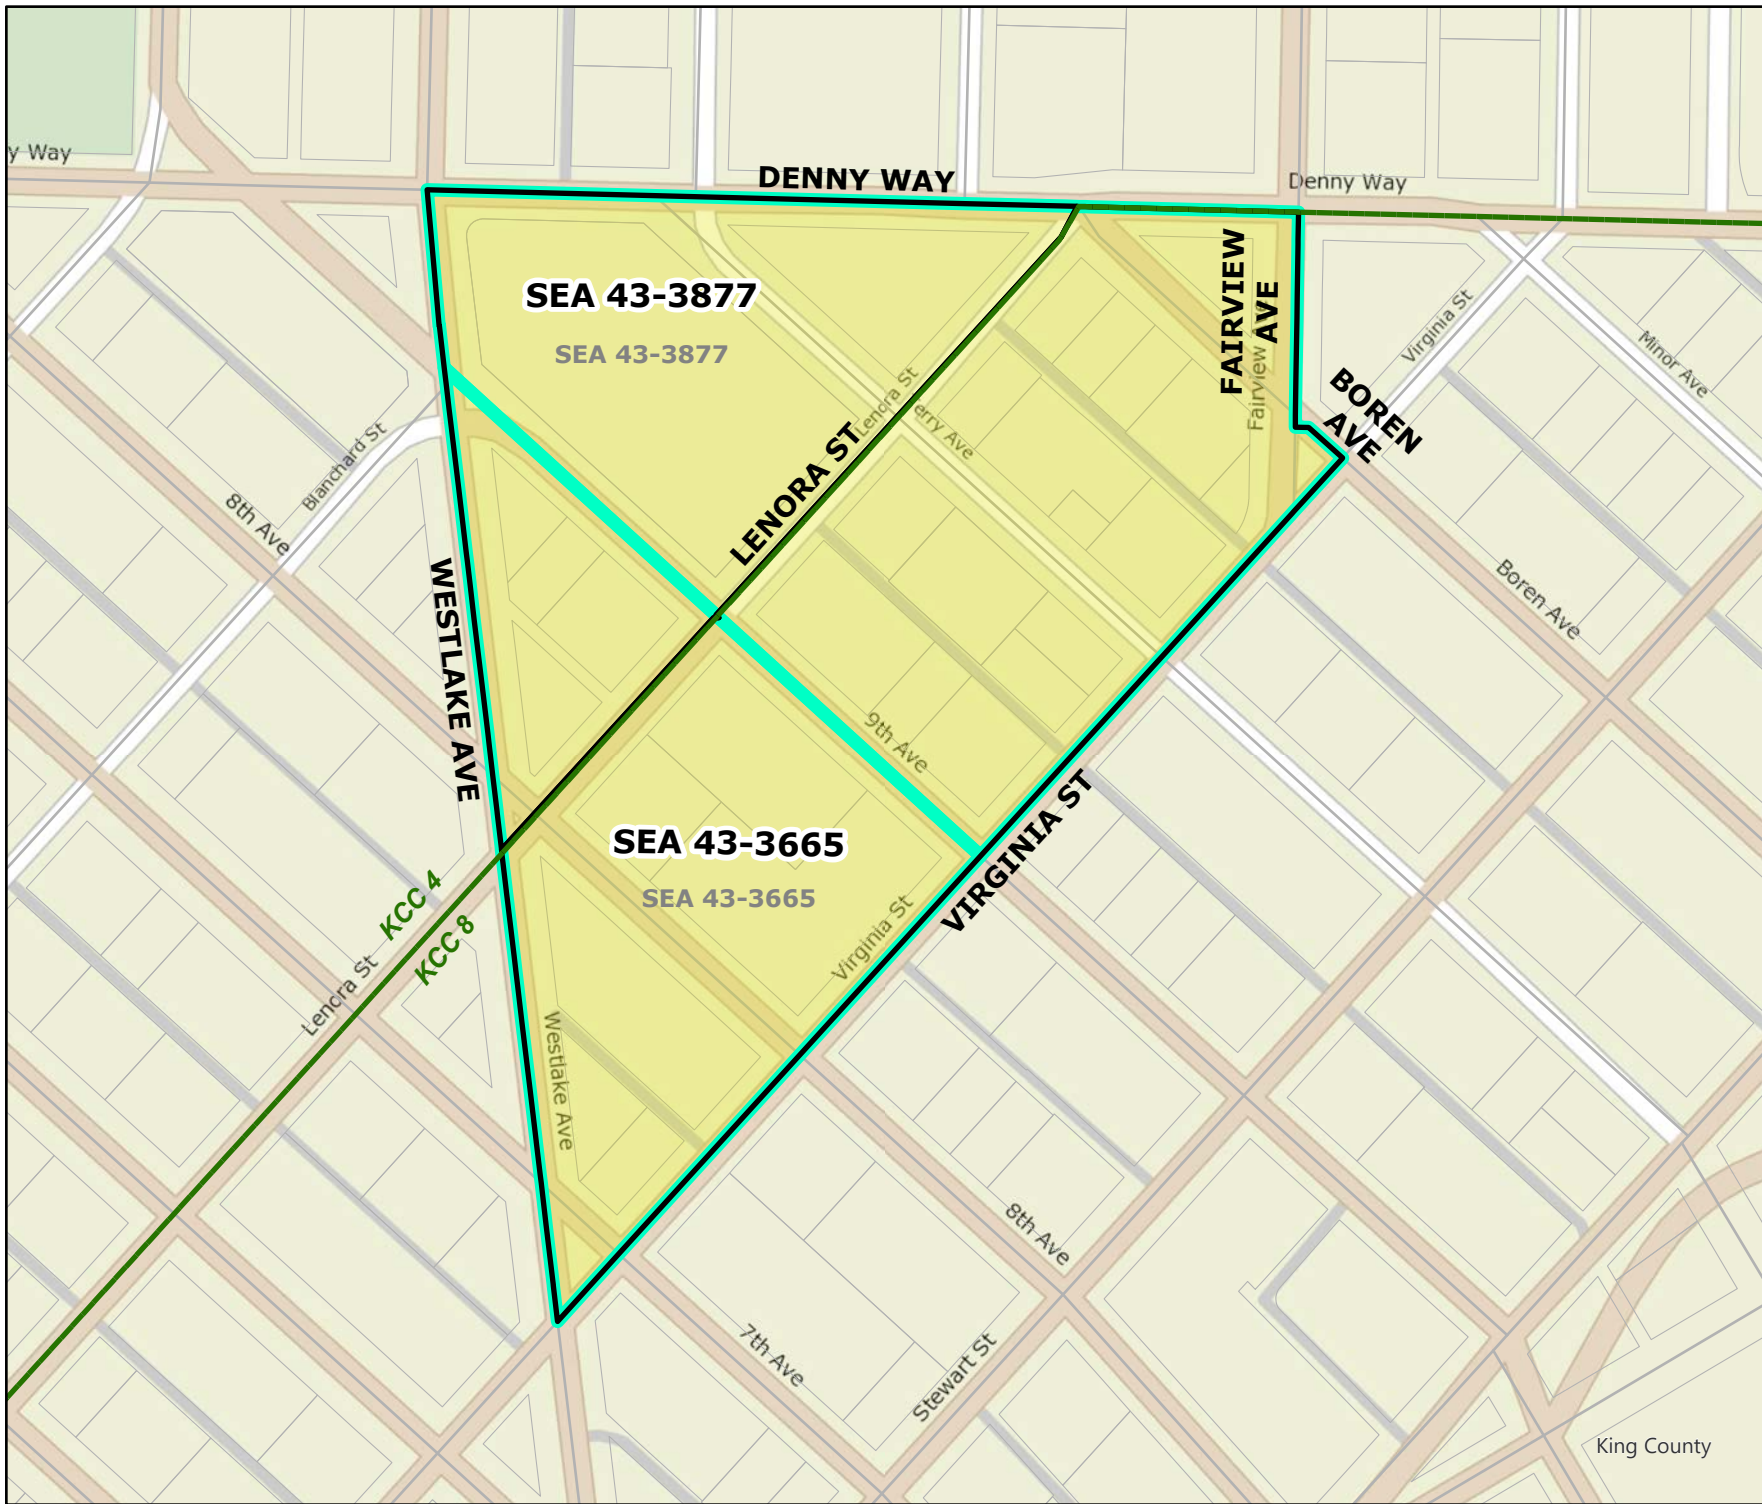 y Way
DENNY WAY
Denny Way
FAIRVIEW
AVE
Fairview
SEA 43-3877
SEA 43-3877
Virginia St
Minor Ave
BOREN
AVE
Lenora St
erry Ave
LENORA ST
Blanchard St
8th Ave
WESTLAKE AVE
Boren Ave
9th Ave
VIRGINIA ST
SEA 43-3665
SEA 43-3665
Virginia St
KCC 4
KCC 8
Lenora St
Westlake Ave
8th Ave
7th Ave
Stewart St
King County